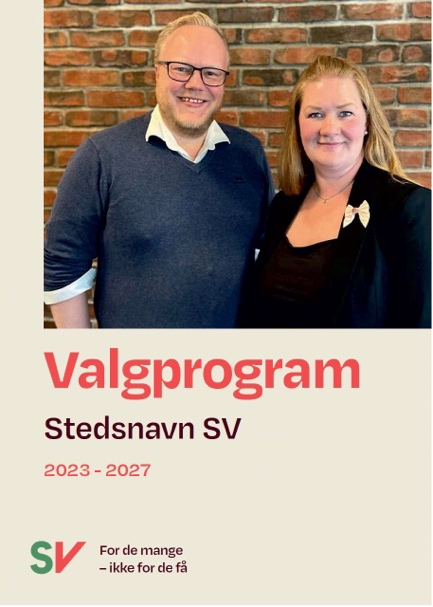 Valgprogram
Stedsnavn SV
2023 - 2027
SV
For de mange
– ikke for de få